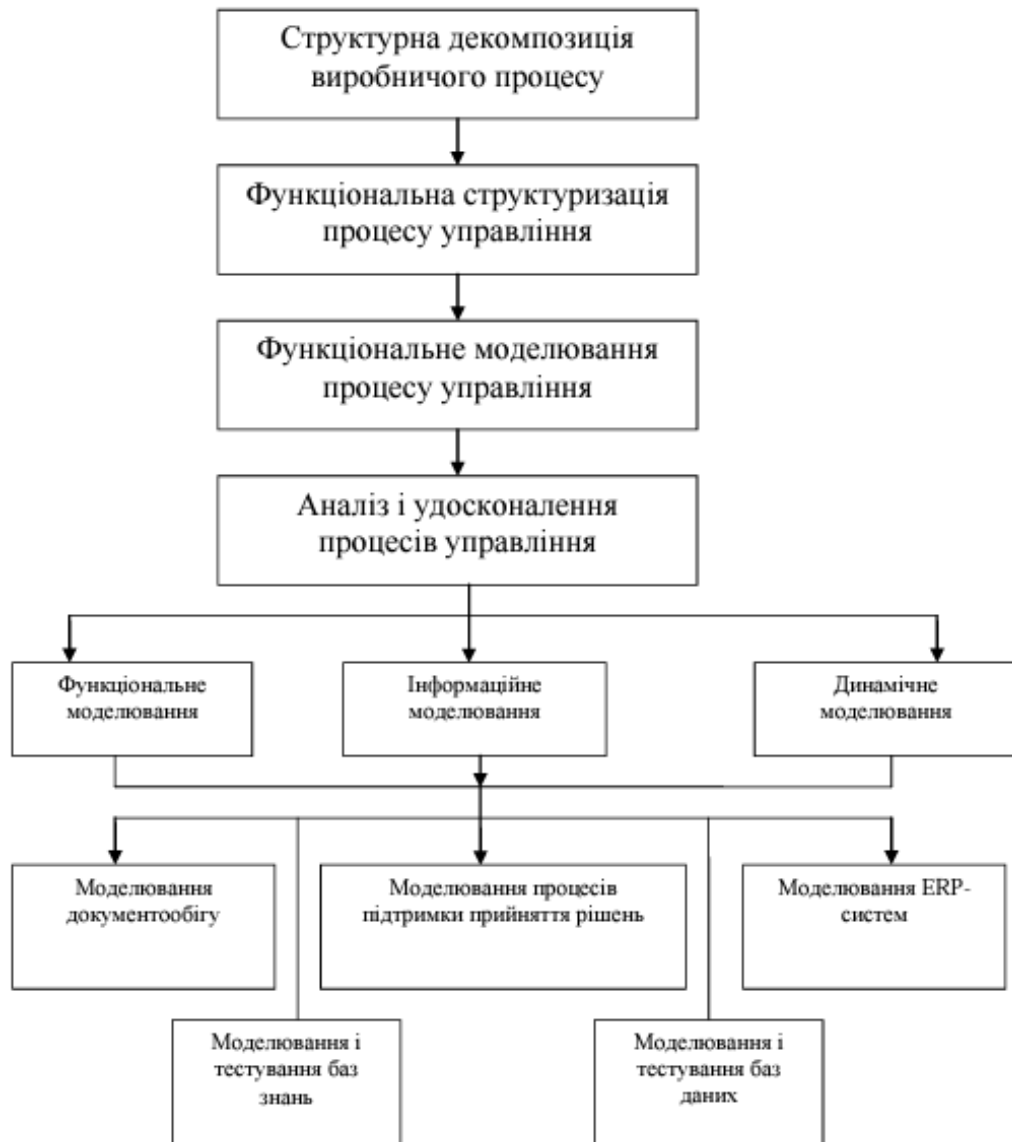 Структурна декомпозиція
виробничого процесу
Функціональна структуризація
процесу управління
Функціональне моделювання
процесу управління
Аналіз і удосконалення
процесів управління
Функціональне
моделювання
Інформаційне
моделювання
Динамічне
моделювання
Моделювання
документообігу
Моделювання процесів
підтримки прийняття рішень
Моделювання ERP-
систем
Моделювання і
тестування баз
знань
Моделювання і
тестування баз
даних